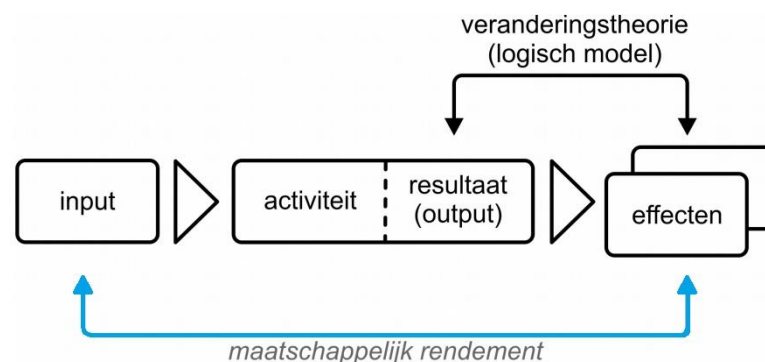 veranderingstheorie
(logisch model)
input
activiteit
resultaat
(output)
effecten
maatschappelijk rendement